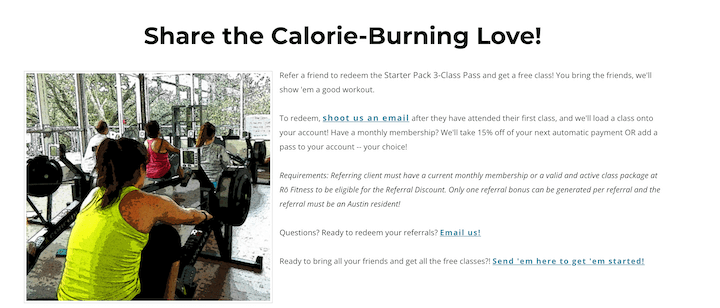 Share the Calorie-Burning Love!
Refer a friend to redeem the Starter Pack 3-Class Pass and get a free class! You bring the friends, we'll
show 'em a good workout.
To redeem, shoot us an email after they have attended their first class, and we'll load a class onto
your account! Have a monthly membership? We'll take 15% off of your next automatic payment OR add a
pass to your account -- your choice!
Requirements: Referring client must have a current monthly membership or a valid and active class package at
Rō Fitness to be eligible for the Referral Discount. Only one referral bonus can be generated per referral and the
referral must be an Austin resident!
Questions? Ready to redeem your referrals? Email us!
Ready to bring all your friends and get all the free classes?! Send 'em here to get 'em started!